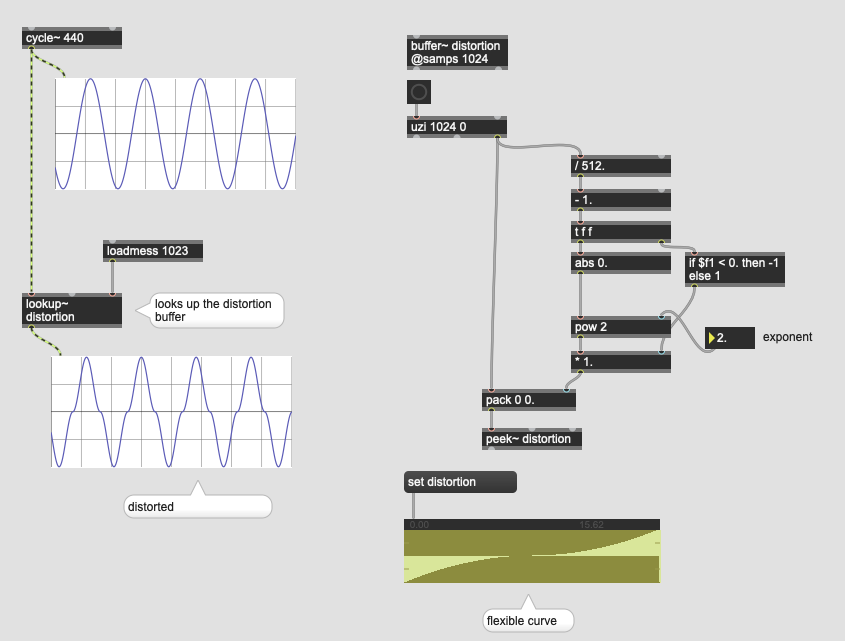 cycle~ 440
buffer~ distortion
@samps 1024
uzi 1024 0
/ 512.
- 1.
t f f
abs 0.
if $f1 < 0. then -1
else 1
loadmess 1023
lookup~
distortion
looks up the distortion
buffer
pow 2
2.
exponent
* 1.
pack 0 0.
peek~ distortion
set distortion
distorted
0.00
15.62
flexible curve